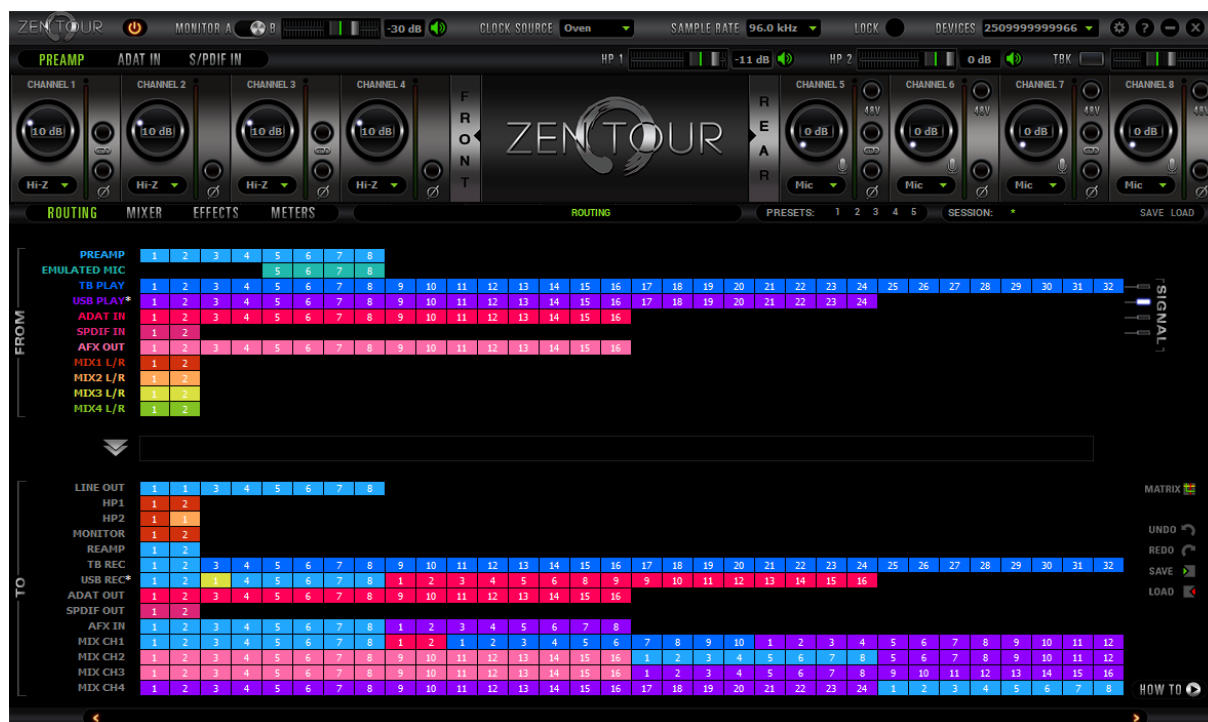 ZENTOUR MONITOR A B -30 dB CLOCK SOURCE Oven SAMPLE RATE 96.0 kHz LOCK DEVICES 2509999999966 ?
PREAMP ADAT IN S/PDIF IN HP 1 -11 dB HP 2 0 dB TBK
CHANNEL 1 CHANNEL 2 CHANNEL 3 CHANNEL 4 FRONT ZENTOUR REAR CHANNEL 5 CHANNEL 6 CHANNEL 7 CHANNEL 8
48V 48V 48V 48V
10 dB 10 dB 10 dB 10 dB 0 dB 0 dB 0 dB 0 dB
Hi-Z Hi-Z Hi-Z Hi-Z Mic Mic Mic Mic
ROUTING MIXER EFFECTS METERS ROUTING PRESETS: 1 2 3 4 5 SESSION: * SAVE LOAD
FROM
PREAMP 1 2 3 4 5 6 7 8
EMULATED MIC 5 6 7 8
TB PLAY 1 2 3 4 5 6 7 8 9 10 11 12 13 14 15 16 17 18 19 20 21 22 23 24 25 26 27 28 29 30 31 32
USB PLAY* 1 2 3 4 5 6 7 8 9 10 11 12 13 14 15 16 17 18 19 20 21 22 23 24
ADAT IN 1 2 3 4 5 6 7 8 9 10 11 12 13 14 15 16
SPDIF IN 1 2
AFX OUT 1 2 3 4 5 6 7 8 9 10 11 12 13 14 15 16
MIX1 L/R 1 2
MIX2 L/R 1 2
MIX3 L/R 1 2
MIX4 L/R 1 2
SIGNAL
TO
LINE OUT 1 1 3 4 5 6 7 8
HP1 1 2
HP2 1 1
MONITOR 1 2
REAMP 1 2
TB REC 1 2 3 4 5 6 7 8 9 10 11 12 13 14 15 16 17 18 19 20 21 22 23 24 25 26 27 28 29 30 31 32
USB REC* 1 2 1 4 5 6 7 8 1 2 3 4 5 6 8 9 9 10 11 12 13 14 15 16
ADAT OUT 1 2 3 4 5 6 7 8 9 10 11 12 13 14 15 16
SPDIF OUT 1 2
AFX IN 1 2 3 4 5 6 7 8 1 2 3 4 5 6 7 8
MIX CH1 1 2 3 4 5 6 7 8 1 2 1 2 3 4 5 6 7 8 9 10 1 2 3 4 5 6 7 8 9 10 11 12
MIX CH2 1 2 3 4 5 6 7 8 9 10 11 12 13 14 15 16 1 2 3 4 5 6 7 8 5 6 7 8 9 10 11 12
MIX CH3 1 2 3 4 5 6 7 8 9 10 11 12 13 14 15 16 1 2 3 4 5 6 7 8 9 10 11 12 13 14 15 16
MIX CH4 1 2 3 4 5 6 7 8 9 10 11 12 13 14 15 16 17 18 19 20 21 22 23 24 1 2 3 4 5 6 7 8
MATRIX
UNDO
REDO
SAVE
LOAD
HOW TO